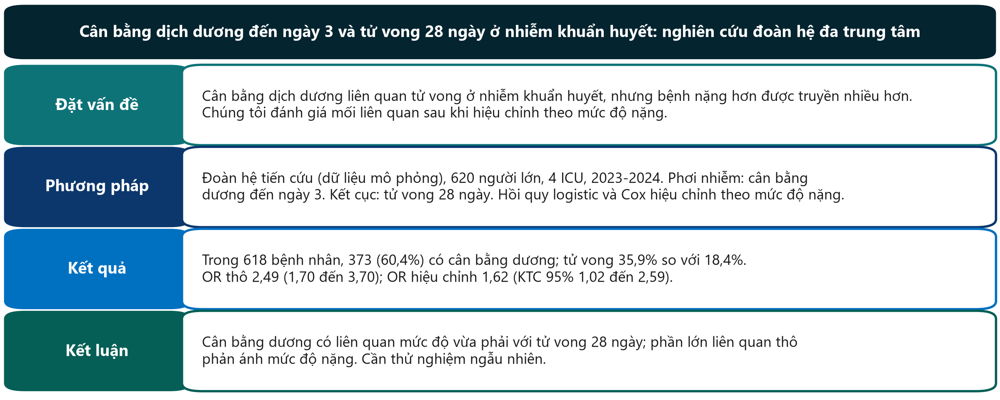 Cân bằng dịch dương đến ngày 3 và tử vong 28 ngày ở nhiễm khuẩn huyết: nghiên cứu đoàn hệ đa trung tâm
Đặt vấn đề
Cân bằng dịch dương liên quan tử vong ở nhiễm khuẩn huyết, nhưng bệnh nặng hơn được truyền nhiều hơn.
Chúng tôi đánh giá mối liên quan sau khi hiệu chỉnh theo mức độ nặng.
Phương pháp
Đoàn hệ tiến cứu (dữ liệu mô phỏng), 620 người lớn, 4 ICU, 2023-2024. Phơi nhiễm: cân bằng
dương đến ngày 3. Kết cục: tử vong 28 ngày. Hồi quy logistic và Cox hiệu chỉnh theo mức độ nặng.
Kết quả
Trong 618 bệnh nhân, 373 (60,4%) có cân bằng dương; tử vong 35,9% so với 18,4%.
OR thô 2,49 (1,70 đến 3,70); OR hiệu chỉnh 1,62 (KTC 95% 1,02 đến 2,59).
Kết luận
Cân bằng dương có liên quan mức độ vừa phải với tử vong 28 ngày; phần lớn liên quan thô
phản ánh mức độ nặng. Cần thử nghiệm ngẫu nhiên.